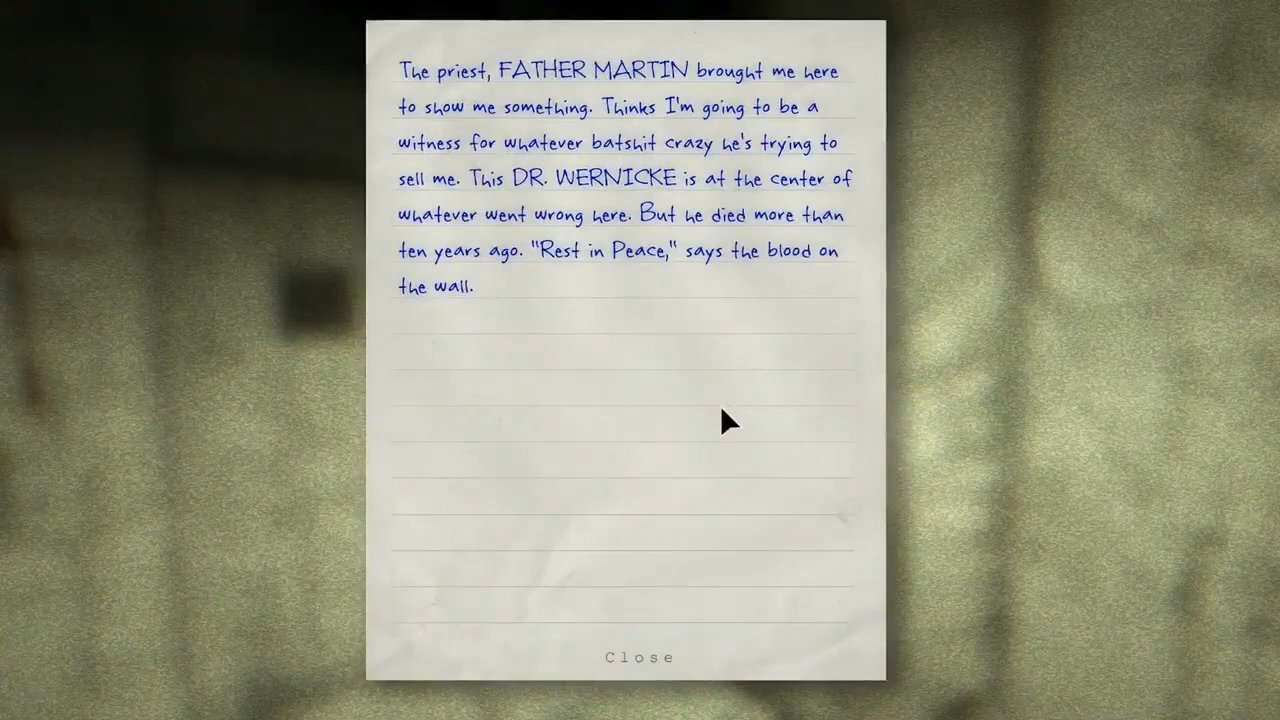 The priest, FATHER MARTIN brought me here
to show me something. Thinks I'm going to be a
witness for whatever batshit crazy he's trying to
sell me. This DR. WERNICKE is at the center of
whatever went wrong here. But he died more than
ten years ago. "Rest in Peace," says the blood on
the wall.
Close